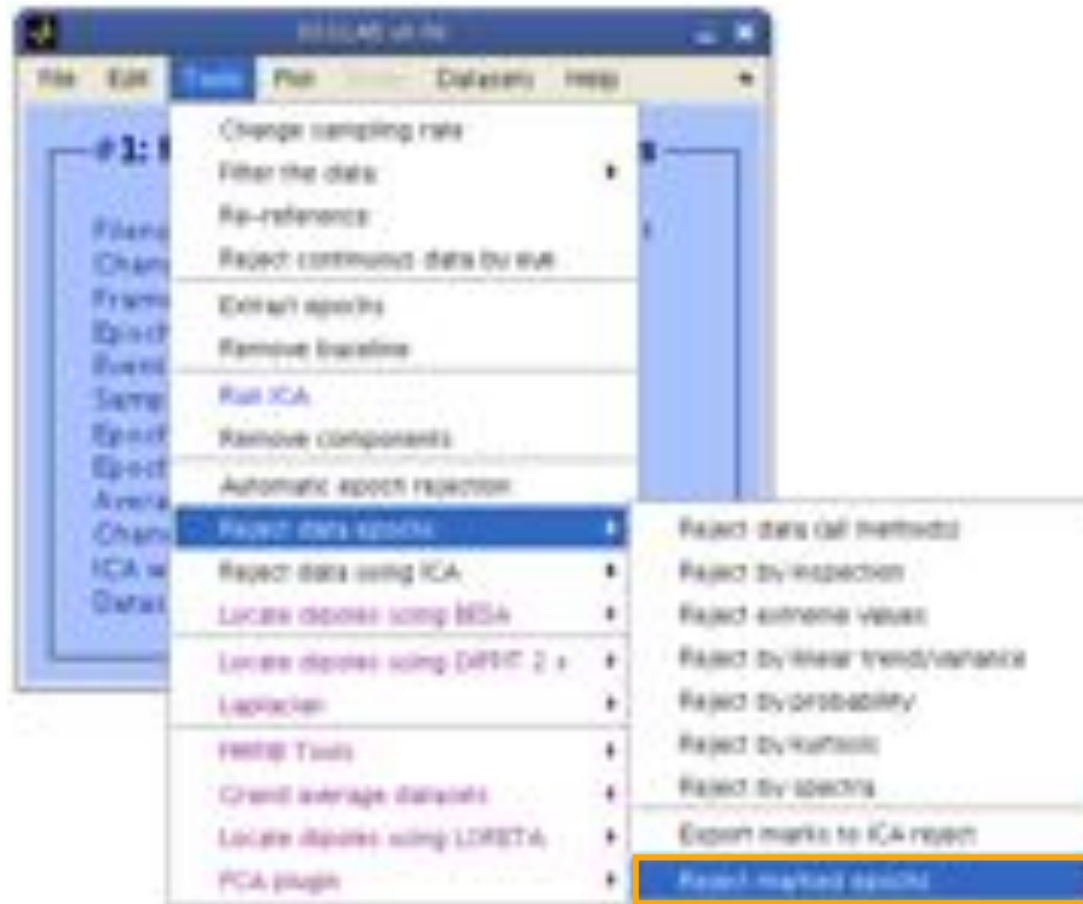 File Edit Tools Plot Datasets Help
#1:
Change sampling rate
Filter the data
Re-reference
Reject continuous data by eye
Extract epochs
Remove baseline
Run ICA
Remove components
Automatic epoch rejection
Reject data epochs
Reject data using ICA
Locate dipoles using BESA
Locate dipoles using DIPFIT 2.x
Laplacian
FMRIB Tools
Grand average datasets
Locate dipoles using LORETA
PCA plugin
Reject data (all methods)
Reject by inspection
Reject extreme values
Reject by linear trend/variance
Reject by probability
Reject by kurtosis
Reject by spectra
Export marks to ICA reject
Reject marked epochs